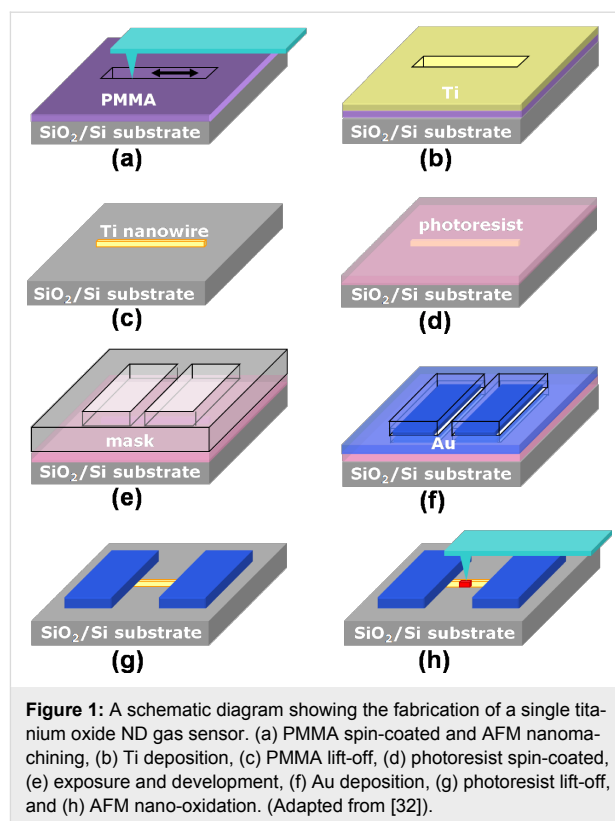 PMMA
SiO₂/Si substrate
(a)
Ti
SiO₂/Si substrate
(b)
Ti nanowire
SiO₂/Si substrate
(c)
photoresist
SiO₂/Si substrate
(d)
mask
SiO₂/Si substrate
(e)
Au
SiO₂/Si substrate
(f)
SiO₂/Si substrate
(g)
SiO₂/Si substrate
(h)
Figure 1: A schematic diagram showing the fabrication of a single tita-
nium oxide ND gas sensor. (a) PMMA spin-coated and AFM nanoma-
chining, (b) Ti deposition, (c) PMMA lift-off, (d) photoresist spin-coated,
(e) exposure and development, (f) Au deposition, (g) photoresist lift-off,
and (h) AFM nano-oxidation. (Adapted from [32]).